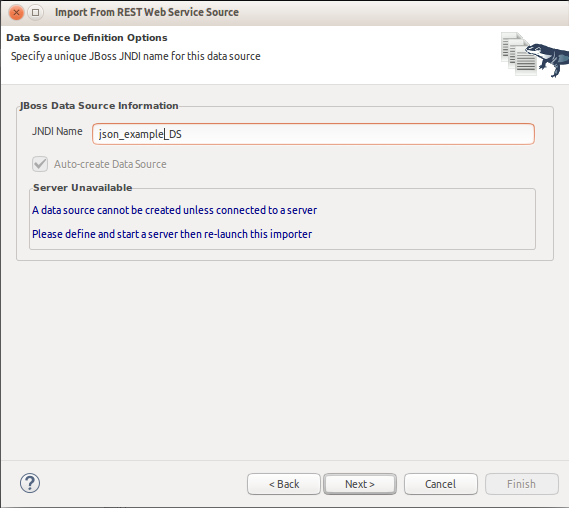 Import From REST Web Service Source
Data Source Definition Options
Specify a unique JBoss JNDI name for this data source
JBoss Data Source Information
JNDI Name json_example_DS
Auto-create Data Source
Server Unavailable
A data source cannot be created unless connected to a server
Please define and start a server then re-launch this importer
? < Back Next > Cancel Finish